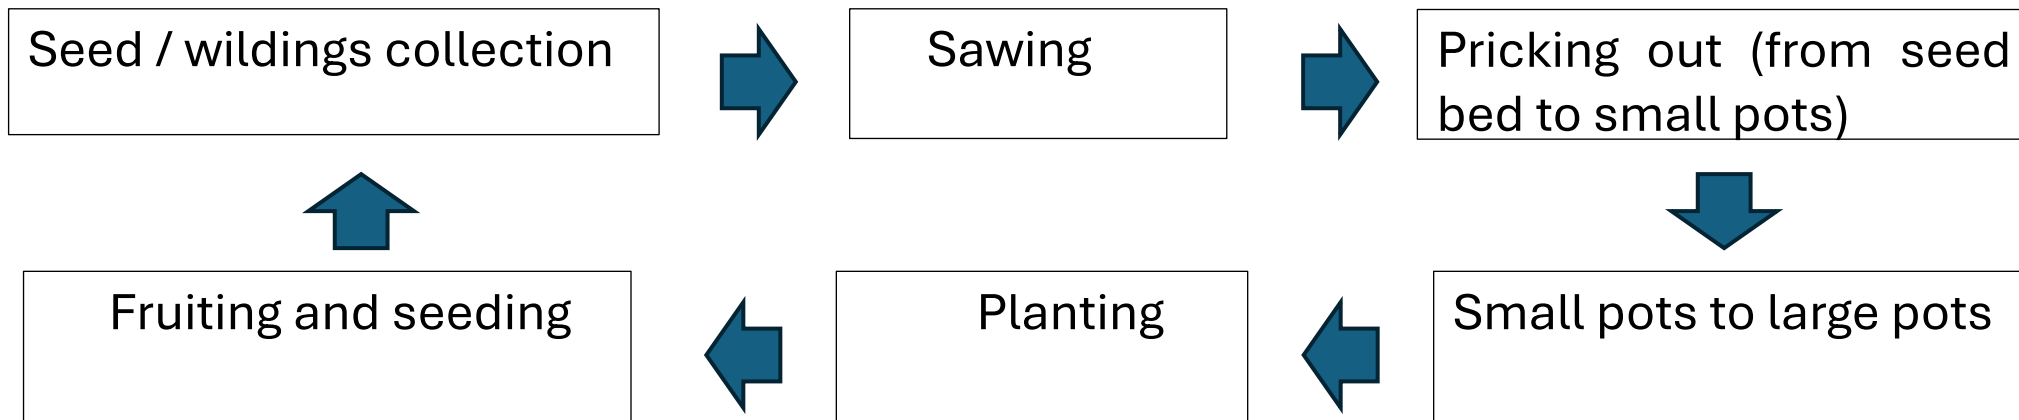 Seed / wildings collection
Sawing
Pricking out (from seed
bed to small pots)
Fruiting and seeding
Planting
Small pots to large pots